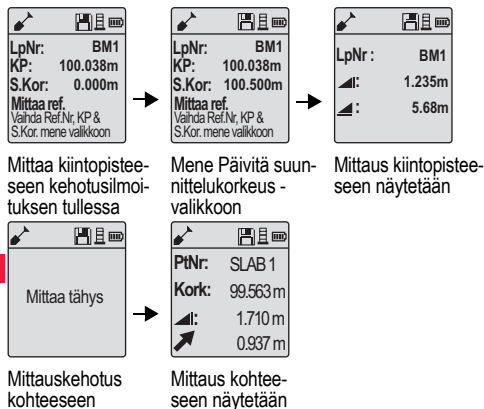 LpNr: BM1
KP: 100.038m
S.Kor: 0.000m
Mittaa ref.
Vaihda Ref.Nr, KP &
S.Kor. mene valikkoon
Mittaa kiintopistee-
seen kehotusilmoi-
tuksen tullessa
LpNr: BM1
KP: 100.038m
S.Kor: 100.500m
Mittaa ref.
Vaihda Ref.Nr, KP &
S.Kor. mene valikkoon
Mene Päivitä suun-
nittelukorkeus -
valikkoon
LpNr : BM1
: 1.235m
: 5.68m
Mittaus kiintopistee-
seen näytetään
Mittaa tähys
Mittauskehotus
kohteeseen
PtNr: SLAB 1
Kork: 99.563 m
: 1.710 m
0.937 m
Mittaus kohtee-
seen näytetään